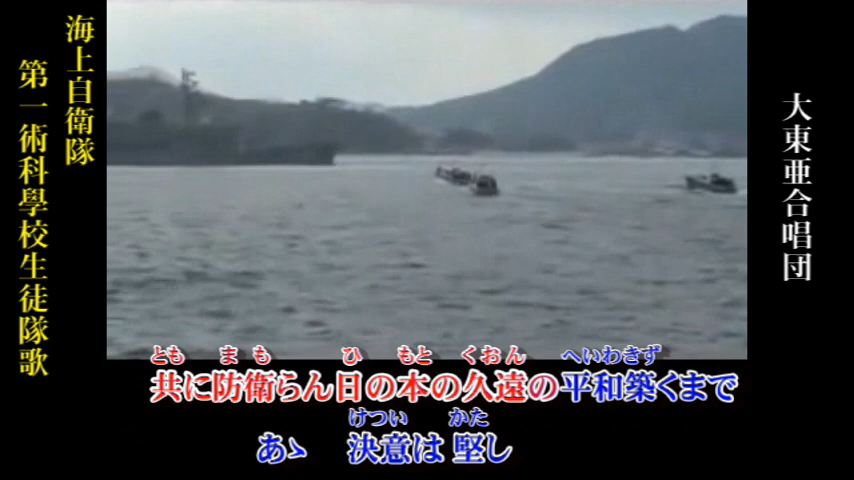 海上自衛隊
第一術科學校生徒隊歌
大東亜合唱団
とも まも ひ もと くおん へいわきず
共に防衛らん日の本の久遠の平和築くまで
けつい かた
あゝ 決意は 堅し